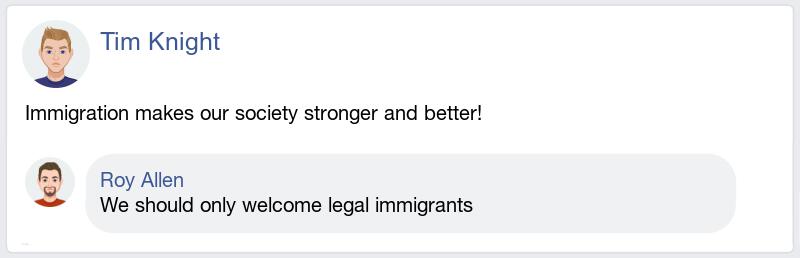 Tim Knight
Immigration makes our society stronger and better!
Roy Allen
We should only welcome legal immigrants